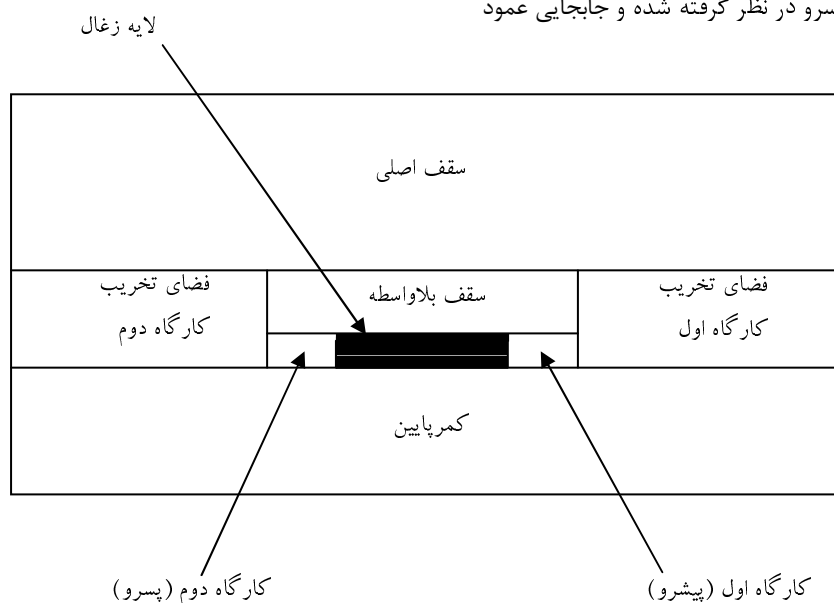 سرو در نظر گرفته شده و جابجایی عمود
لایه زغال
سقف اصلی
فضای تخریب
کارگاه اول
سقف بلاواسطه
فضای تخریب
کارگاه دوم
کمرپایین
کارگاه اول (پیشرو)
کارگاه دوم (پسرو)